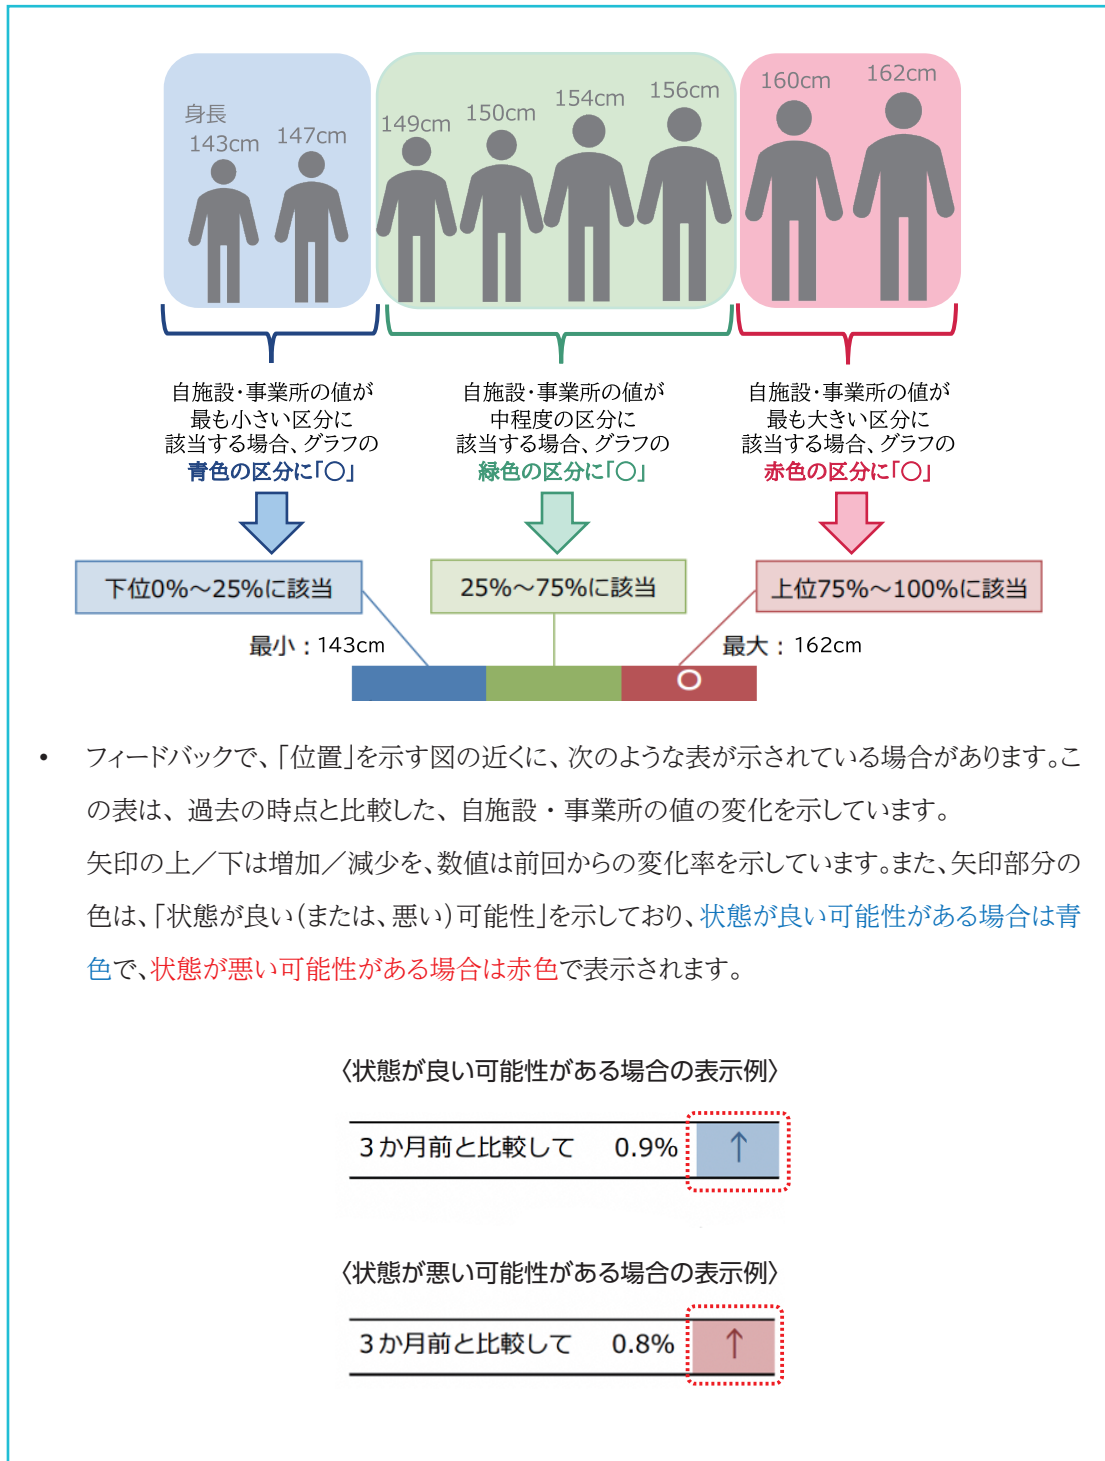 身長
143cm
147cm
149cm
150cm
154cm
156cm
160cm
162cm
自施設・事業所の値が
最も小さい区分に
該当する場合、グラフの
青色の区分に「〇」
自施設・事業所の値が
中程度の区分に
該当する場合、グラフの
緑色の区分に「〇」
自施設・事業所の値が
最も大きい区分に
該当する場合、グラフの
赤色の区分に「〇」
下位0%~25%に該当
25%~75%に該当
上位75%~100%に該当
最小：143cm
最大：162cm
〇
• フィードバックで、「位置」を示す図の近くに、次のような表が示されている場合があります。こ
の表は、過去の時点と比較した、自施設・事業所の値の変化を示しています。
矢印の上／下は増加／減少を、数値は前回からの変化率を示しています。また、矢印部分の
色は、「状態が良い(または、悪い)可能性」を示しており、状態が良い可能性がある場合は青
色で、状態が悪い可能性がある場合は赤色で表示されます。
〈状態が良い可能性がある場合の表示例〉
３か月前と比較して 0.9% ↑
〈状態が悪い可能性がある場合の表示例〉
３か月前と比較して 0.8% ↑